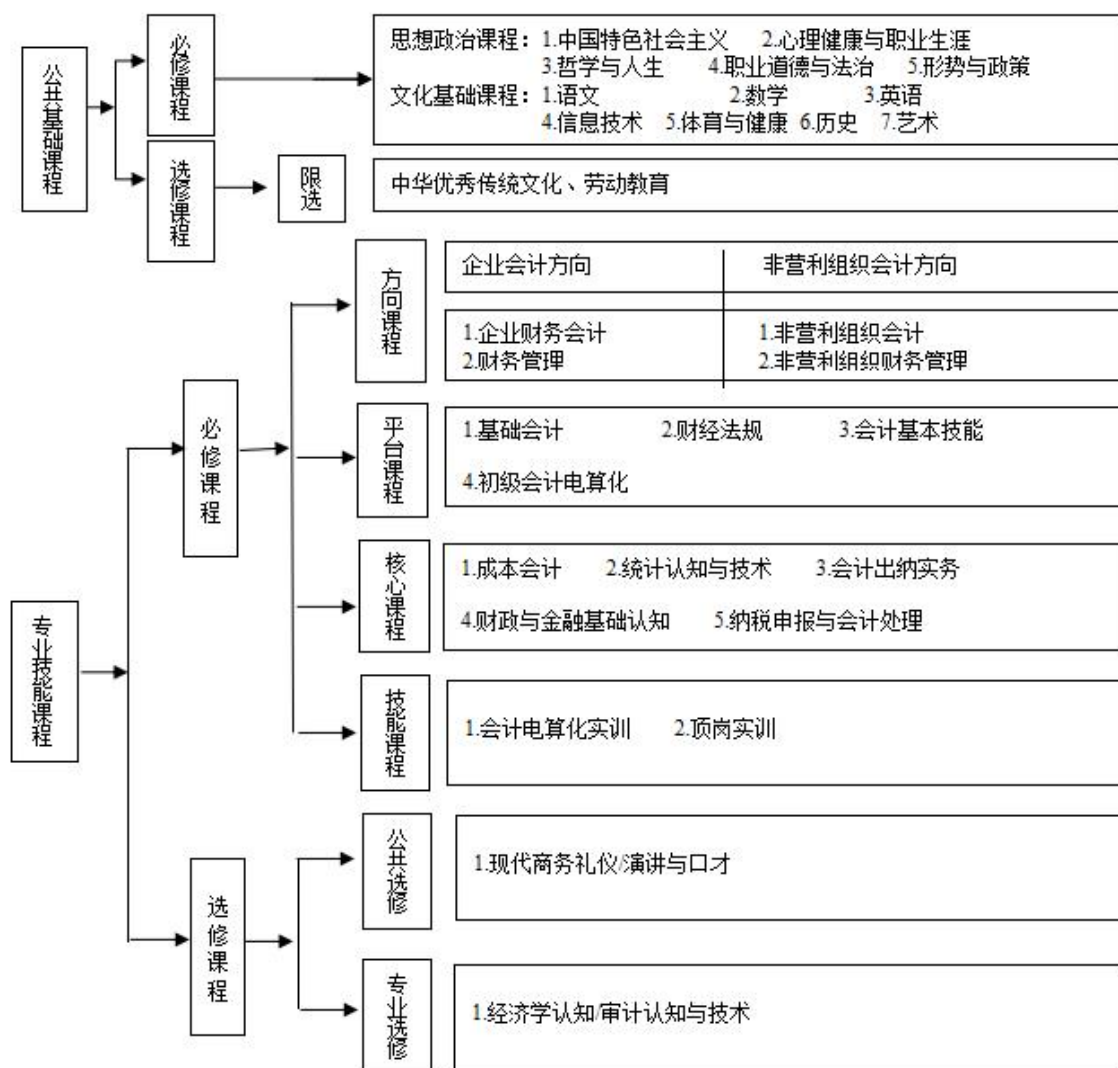 公共基础课程
必修课程
思想政治课程：1.中国特色社会主义 2.心理健康与职业生涯
3.哲学与人生 4.职业道德与法治 5.形势与政策
文化基础课程：1.语文 2.数学 3.英语
4.信息技术 5.体育与健康 6.历史 7.艺术
选修课程
限选
中华优秀传统文化、劳动教育
专业技能课程
必修课程
方向课程
企业会计方向 非营利组织会计方向
1.企业财务会计 1.非营利组织会计
2.财务管理 2.非营利组织财务管理
平台课程
1.基础会计 2.财经法规 3.会计基本技能
4.初级会计电算化
核心课程
1.成本会计 2.统计认知与技术 3.会计出纳实务
4.财政与金融基础认知 5.纳税申报与会计处理
技能课程
1.会计电算化实训 2.顶岗实训
选修课程
公共选修
1.现代商务礼仪/演讲与口才
专业选修
1.经济学认知/审计认知与技术